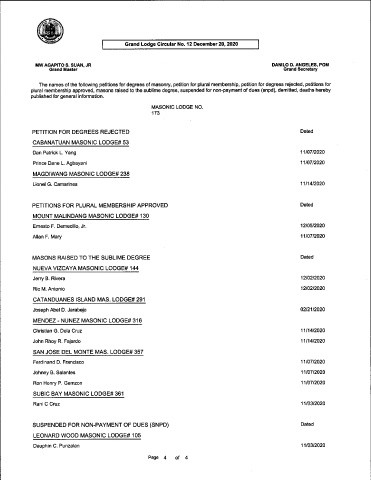 Grand Lodge Circular No. 12 December 29, 2020
MW AGAPITO S. SUAN, JR
Grand Master
DANILO D. ANGELES, PGM
Grand Secretary
The names of the following petitions for degrees of masonry, petition for plural membership, petition for degrees rejected, petitions for
plural membership approved, masons raised to the sublime degree, suspended for non-payment of dues (snpd), demitted, deaths hereby
published for general information.
MASONIC LODGE NO.
173
PETITION FOR DEGREES REJECTED Dated
CABANATUAN MASONIC LODGE# 53
Dan Patrick L. Yang 11/07/2020
Prince Dane L. Agbayani 11/07/2020
MAGDIWANG MASONIC LODGE# 238
Lionel G. Camarines 11/14/2020
PETITIONS FOR PLURAL MEMBERSHIP APPROVED Dated
MOUNT MALINDANG MASONIC LODGE# 130
Ernesto F. Demecillo, Jr. 12/05/2020
Allan F. Mary 11/07/2020
MASONS RAISED TO THE SUBLIME DEGREE Dated
NUEVA VIZCAYA MASONIC LODGE# 144
Jerry B. Rivera 12/02/2020
Ric M. Antonio 12/02/2020
CATANDUANES ISLAND MAS. LODGE# 291
Joseph Abel D. Jarabejo 02/21/2020
MENDEZ - NUNEZ MASONIC LODGE# 316
Christian G. Dela Cruz 11/14/2020
John Rhoy R. Fajardo 11/14/2020
SAN JOSE DEL MONTE MAS. LODGE# 357
Ferdinand D. Francisco 11/07/2020
Johnny B. Salantes 11/07/2020
Ron Henry P. Gamzon 11/07/2020
SUBIC BAY MASONIC LODGE# 361
Rani C Cruz 11/03/2020
SUSPENDED FOR NON-PAYMENT OF DUES (SNPD) Dated
LEONARD WOOD MASONIC LODGE# 105
Dauphin C. Punzalan 11/03/2020
Page 4 of 4